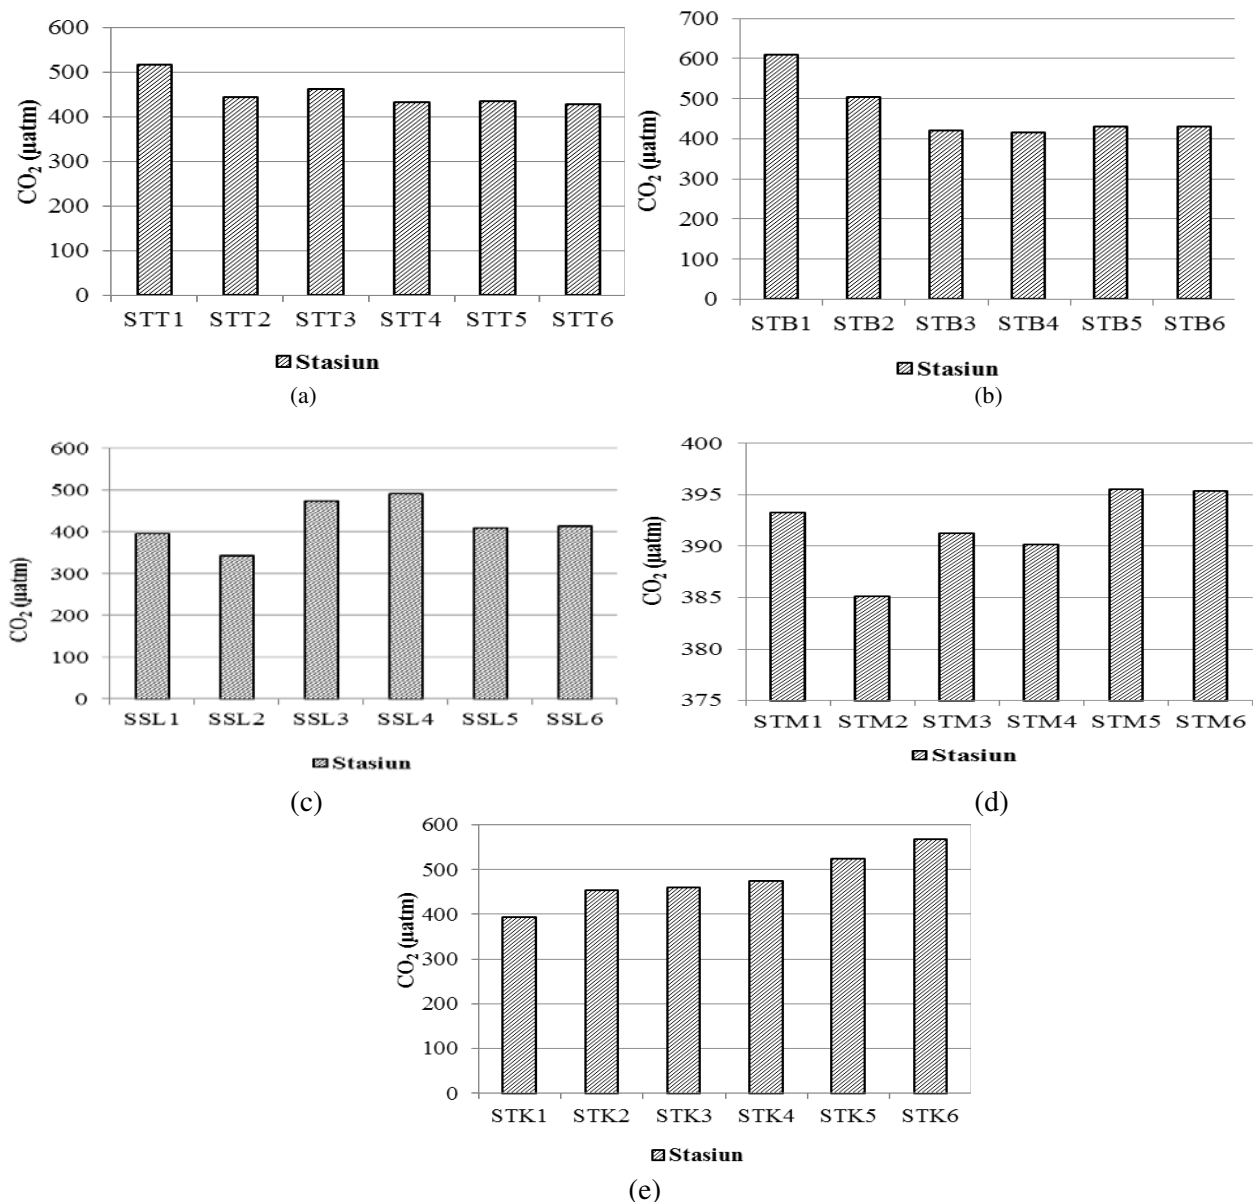 600
500
400
300
200
100
0
CO₂ (µatm)
STT1 STT2 STT3 STT4 STT5 STT6
Stasiun
(a)
700
600
500
400
300
200
100
0
CO₂ (µatm)
STB1 STB2 STB3 STB4 STB5 STB6
Stasiun
(b)
600
500
400
300
200
100
0
CO₂ (µatm)
SSL1 SSL2 SSL3 SSL4 SSL5 SSL6
Stasiun
(c)
400
395
390
385
380
375
CO₂ (µatm)
STM1 STM2 STM3 STM4 STM5 STM6
Stasiun
(d)
600
500
400
300
200
100
0
CO₂ (µatm)
STK1 STK2 STK3 STK4 STK5 STK6
Stasiun
(e)